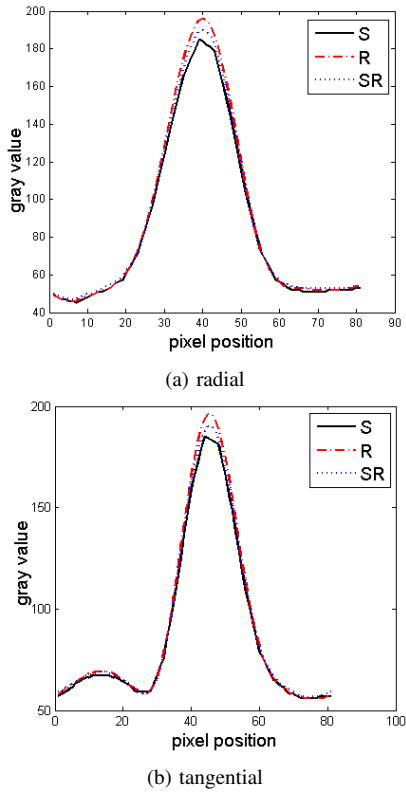 200
180
160
140
120
100
80
60
40
gray value
S
R
SR
0 10 20 30 40 50 60 70 80 90
pixel position
(a) radial
200
150
100
50
gray value
S
R
SR
0 20 40 60 80 100
pixel position
(b) tangential